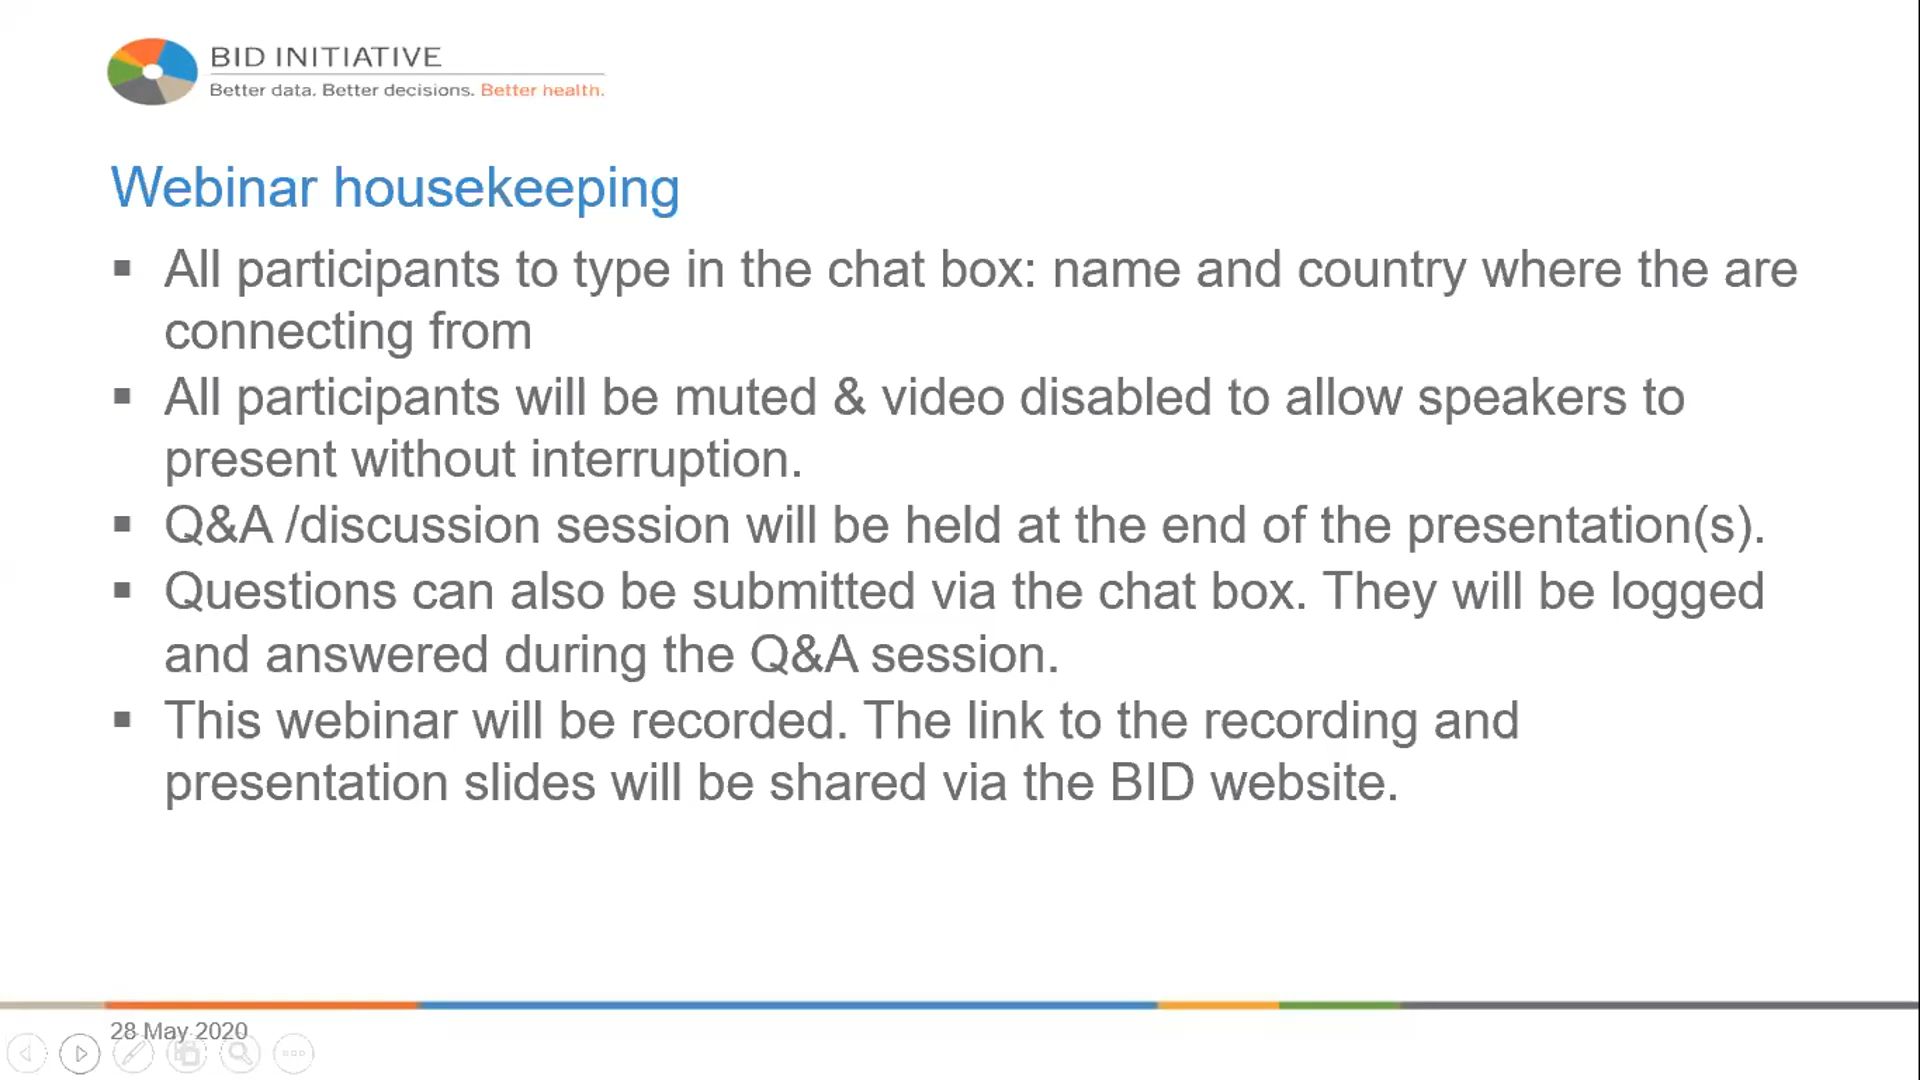 BID INITIATIVE
Better data. Better decisions. Better health.
Webinar housekeeping
▪ All participants to type in the chat box: name and country where the are
connecting from
▪ All participants will be muted & video disabled to allow speakers to
present without interruption.
▪ Q&A /discussion session will be held at the end of the presentation(s).
▪ Questions can also be submitted via the chat box. They will be logged
and answered during the Q&A session.
▪ This webinar will be recorded. The link to the recording and
presentation slides will be shared via the BID website.
28 May 2020